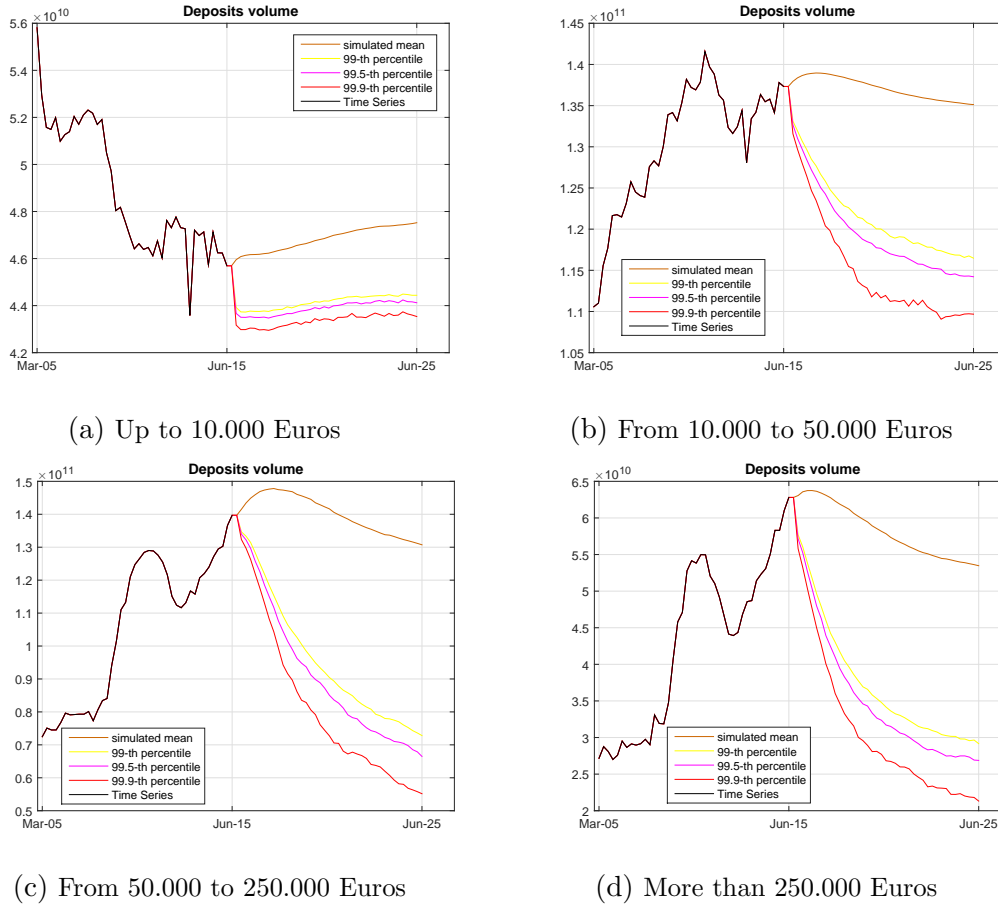 Deposits volume
×10^10
5.6
5.4
5.2
5
4.8
4.6
4.4
4.2
Mar-05
Jun-15
Jun-25
simulated mean
99-th percentile
99.5-th percentile
99.9-th percentile
Time Series
(a) Up to 10.000 Euros
Deposits volume
×10^11
1.45
1.4
1.35
1.3
1.25
1.2
1.15
1.1
1.05
Mar-05
Jun-15
Jun-25
simulated mean
99-th percentile
99.5-th percentile
99.9-th percentile
Time Series
(b) From 10.000 to 50.000 Euros
Deposits volume
×10^11
1.5
1.4
1.3
1.2
1.1
1
0.9
0.8
0.7
0.6
0.5
Mar-05
Jun-15
Jun-25
simulated mean
99-th percentile
99.5-th percentile
99.9-th percentile
Time Series
(c) From 50.000 to 250.000 Euros
Deposits volume
×10^10
6.5
6
5.5
5
4.5
4
3.5
3
2.5
2
Mar-05
Jun-15
Jun-25
simulated mean
99-th percentile
99.5-th percentile
99.9-th percentile
Time Series
(d) More than 250.000 Euros